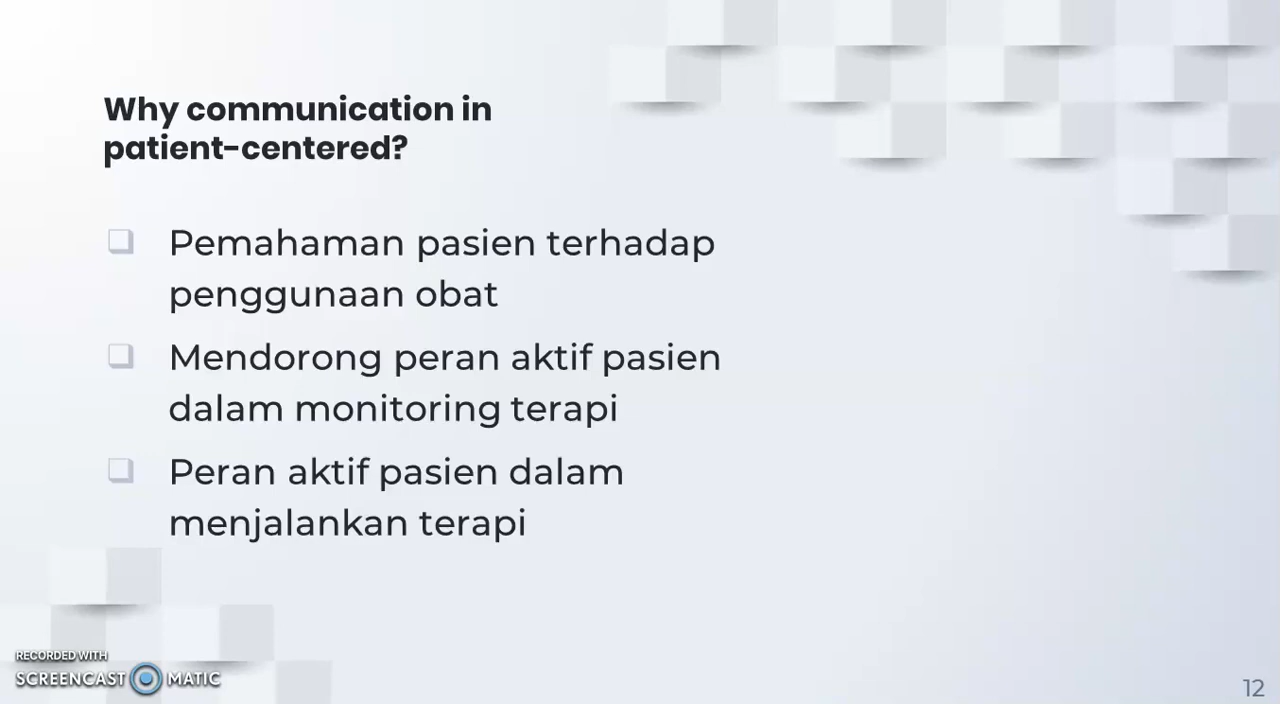 Why communication in
patient-centered?
Pemahaman pasien terhadap
penggunaan obat
Mendorong peran aktif pasien
dalam monitoring terapi
Peran aktif pasien dalam
menjalankan terapi
RECORDED WITH
SCREENCAST MATIC
12